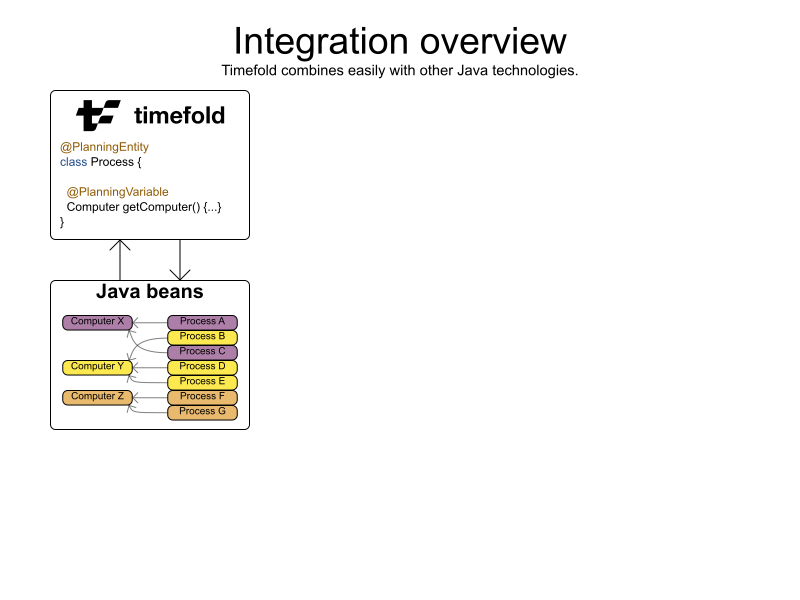 Integration overview
Timefold combines easily with other Java technologies.
timefold
@PlanningEntity
class Process {
@PlanningVariable
Computer getComputer() {...}
}
Java beans
Computer X
Process A
Process B
Process C
Computer Y
Process D
Process E
Computer Z
Process F
Process G